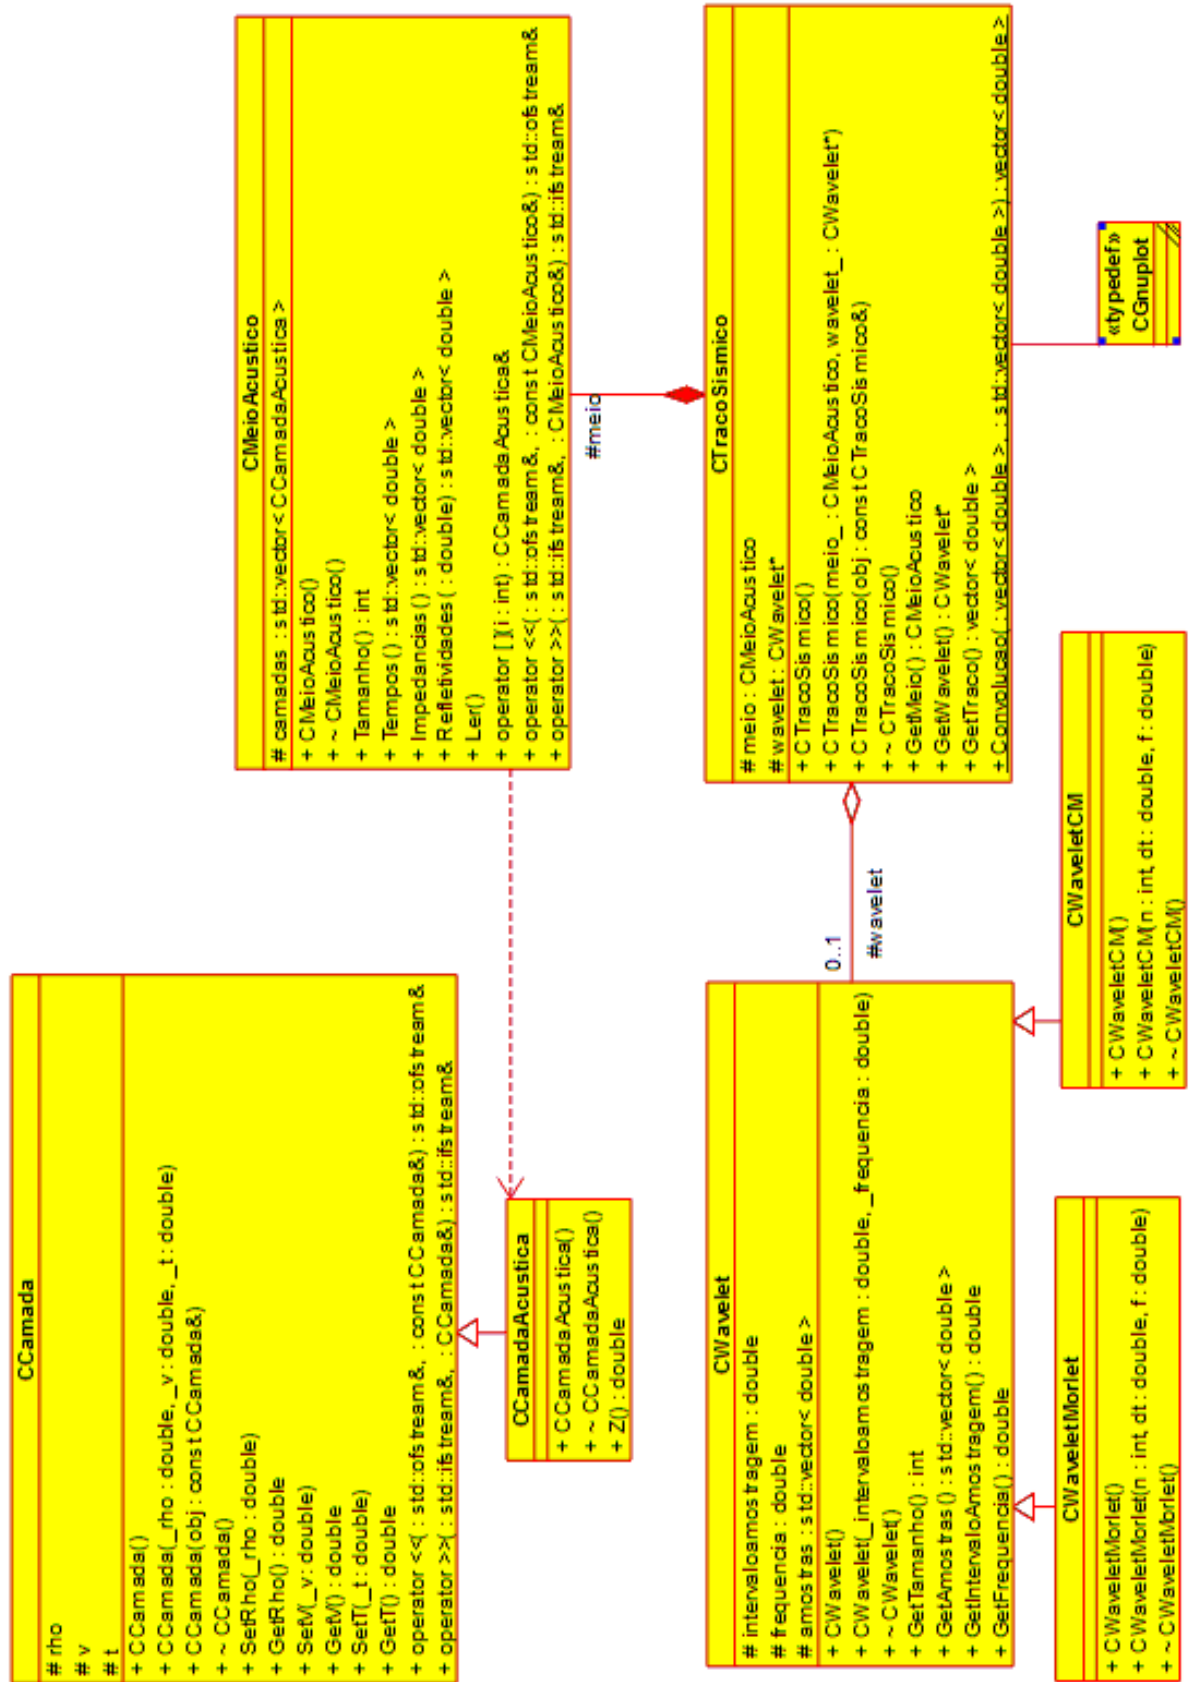 CCamada
# rho
# v
# t
+ CCamada()
+ CCamada(_rho : double, _v : double, _t : double)
+ CCamada(obj : const CCamada&)
+ ~ CCamada()
+ SetRho(_rho : double)
+ GetRho() : double
+ SetV(_v : double)
+ GetV() : double
+ SetT(_t : double)
+ GetT() : double
+ operator <<( : std::ofstream&, : const CCamada&) : std::ofstream&
+ operator >>( : std::ifstream&, : CCamada&) : std::ifstream&
CMeioAcustico
# camadas : std::vector< CCamadaAcustica >
+ CMeioAcustico()
+ ~ CMeioAcustico()
+ Tamanho() : int
+ Tempos() : std::vector< double >
+ Impedancias() : std::vector< double >
+ Refletividades( : double) : std::vector< double >
+ Ler()
+ operator [ ](i : int) : CCamadaAcustica&
+ operator <<( : std::ofstream&, : const CMeioAcustico&) : std::ofstream&
+ operator >>( : std::ifstream&, : CMeioAcustico&) : std::ifstream&
CCamadaAcustica
+ CCamadaAcustica()
+ ~ CCamadaAcustica()
+ Z() : double
#meio
CWavelet
# intervaloamostragem : double
# frequencia : double
# amostras : std::vector< double >
+ CWavelet()
+ CWavelet(_intervaloamostragem : double, _frequencia : double)
+ ~ CWavelet()
+ GetTamanho() : int
+ GetAmostras() : std::vector< double >
+ GetIntervaloAmostragem() : double
+ GetFrequencia() : double
0..1
#wavelet
CTracoSismico
# meio : CMeioAcustico
# wavelet : CWavelet*
+ CTracoSismico()
+ CTracoSismico(meio_ : CMeioAcustico, wavelet_ : CWavelet*)
+ CTracoSismico(obj : const CTracoSismico&)
+ ~ CTracoSismico()
+ GetMeio() : CMeioAcustico
+ GetWavelet() : CWavelet*
+ GetTraco() : vector< double >
+ Convolucao( : vector< double >, : std::vector< double >) : vector< double >
CWaveletMorlet
+ CWaveletMorlet()
+ CWaveletMorlet(n : int, dt : double, f : double)
+ ~ CWaveletMorlet()
CWaveletCM
+ CWaveletCM()
+ CWaveletCM(n : int, dt : double, f : double)
+ ~ CWaveletCM()
«typedef»
CGnuplot